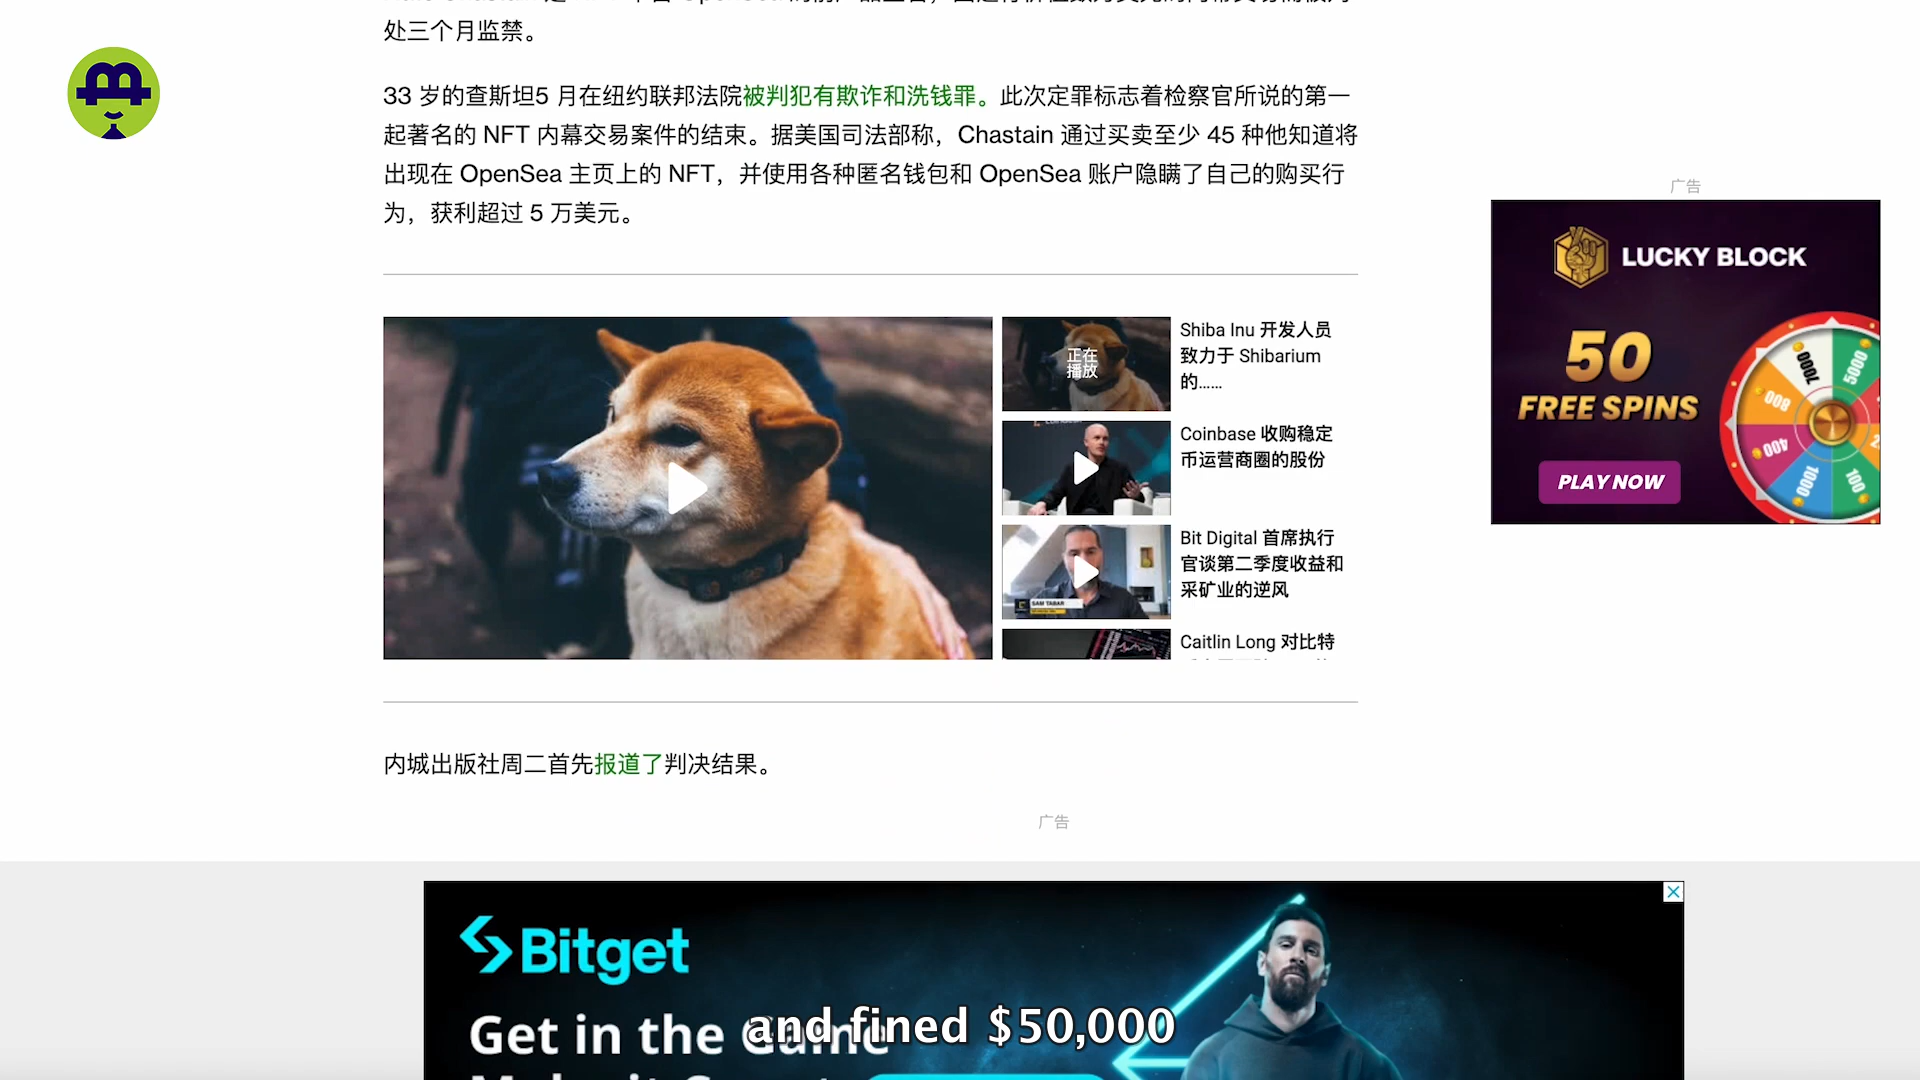 处三个月监禁。
33 岁的查斯坦5 月在纽约联邦法院被判犯有欺诈和洗钱罪。此次定罪标志着检察官所说的第一
起著名的 NFT 内幕交易案件的结束。据美国司法部称，Chastain 通过买卖至少 45 种他知道将
出现在 OpenSea 主页上的 NFT，并使用各种匿名钱包和 OpenSea 账户隐瞒了自己的购买行
为，获利超过 5 万美元。
广告
LUCKY BLOCK
50
FREE SPINS
PLAY NOW
7000
5000
800
400
1000
100
正在
播放
Shiba Inu 开发人员
致力于 Shibarium
的......
Coinbase 收购稳定
币运营商圈的股份
Bit Digital 首席执行
官谈第二季度收益和
采矿业的逆风
SAM TABAR
Caitlin Long 对比特
内城出版社周二首先报道了判决结果。
广告
Bitget
Get in the Game
and fined $50,000